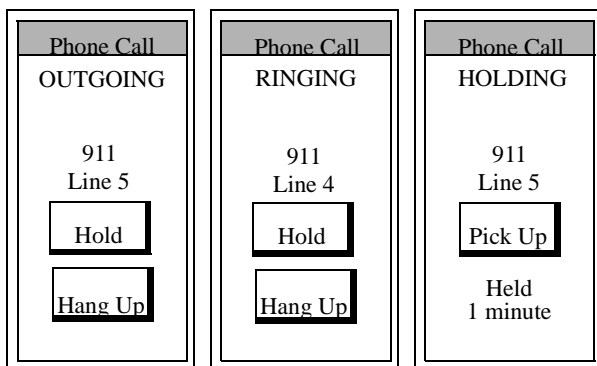 Phone Call
OUTGOING
911
Line 5
Hold
Hang Up
Phone Call
RINGING
911
Line 4
Hold
Hang Up
Phone Call
HOLDING
911
Line 5
Pick Up
Held
1 minute